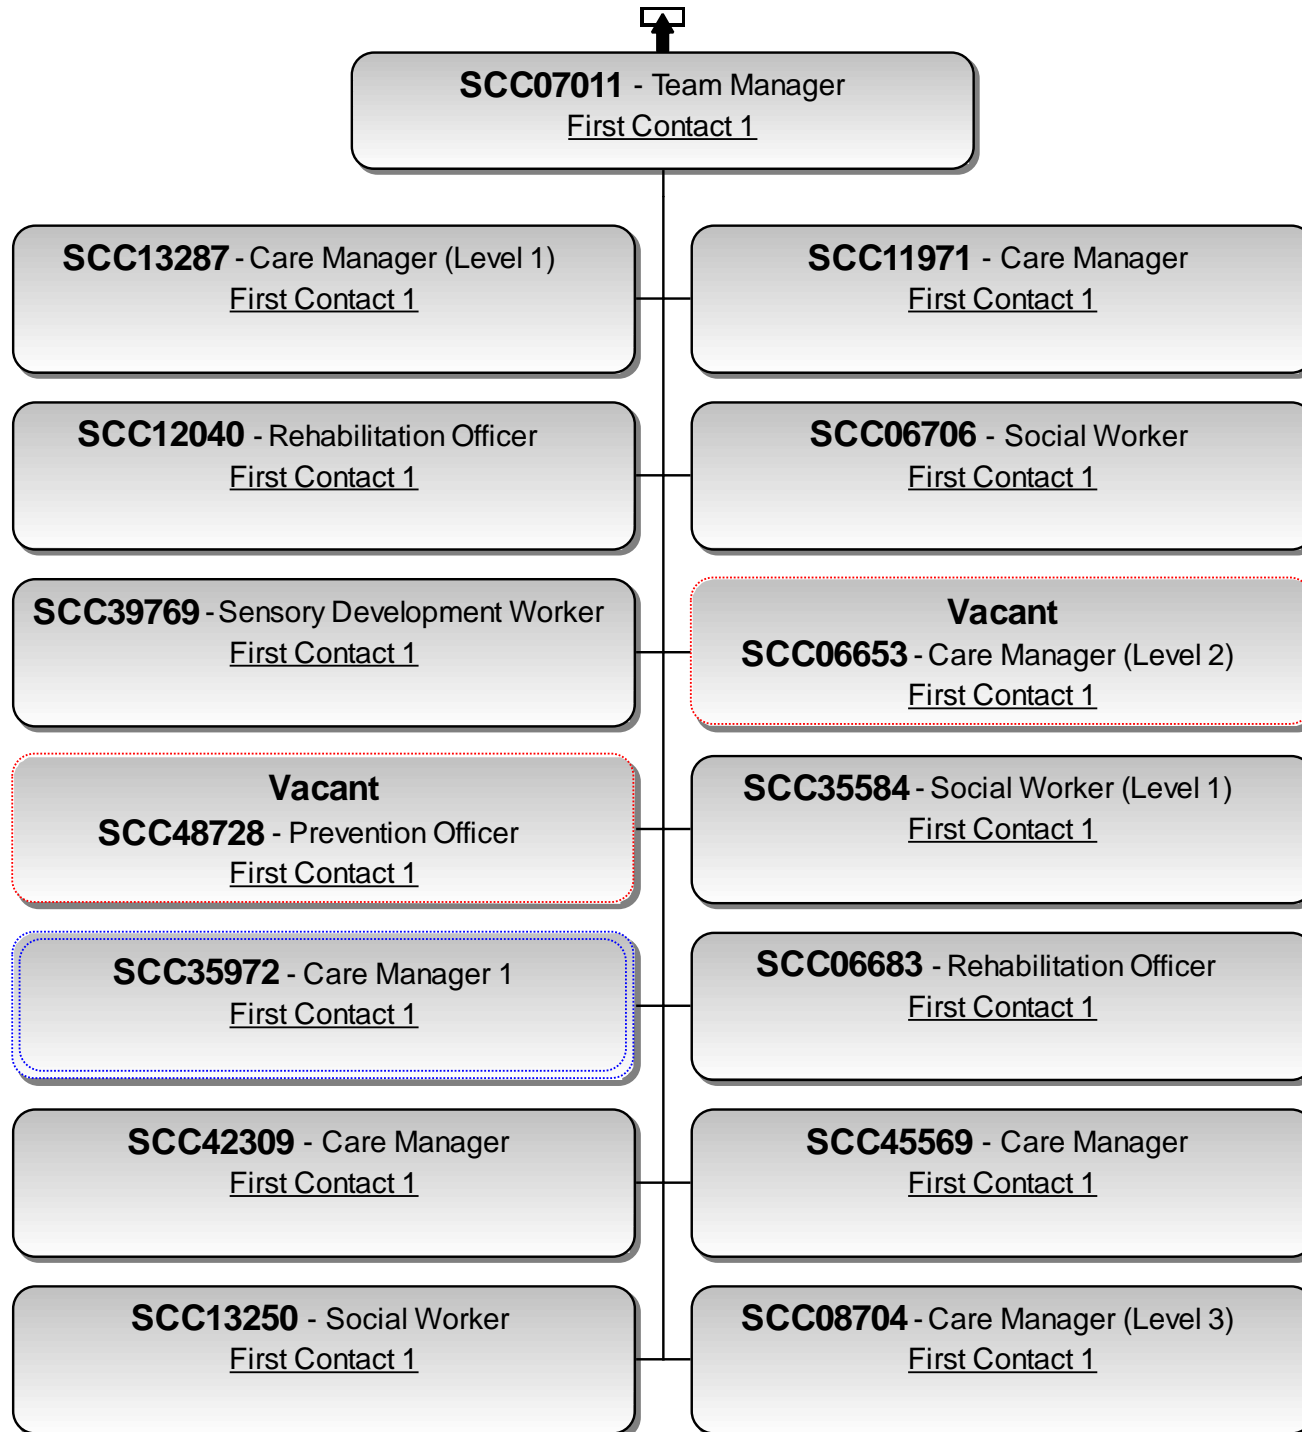 SCC07011 - Team Manager
First Contact 1
SCC13287 - Care Manager (Level 1)
First Contact 1
SCC11971 - Care Manager
First Contact 1
SCC12040 - Rehabilitation Officer
First Contact 1
SCC06706 - Social Worker
First Contact 1
SCC39769 - Sensory Development Worker
First Contact 1
Vacant
SCC06653 - Care Manager (Level 2)
First Contact 1
Vacant
SCC48728 - Prevention Officer
First Contact 1
SCC35584 - Social Worker (Level 1)
First Contact 1
SCC35972 - Care Manager 1
First Contact 1
SCC06683 - Rehabilitation Officer
First Contact 1
SCC42309 - Care Manager
First Contact 1
SCC45569 - Care Manager
First Contact 1
SCC13250 - Social Worker
First Contact 1
SCC08704 - Care Manager (Level 3)
First Contact 1